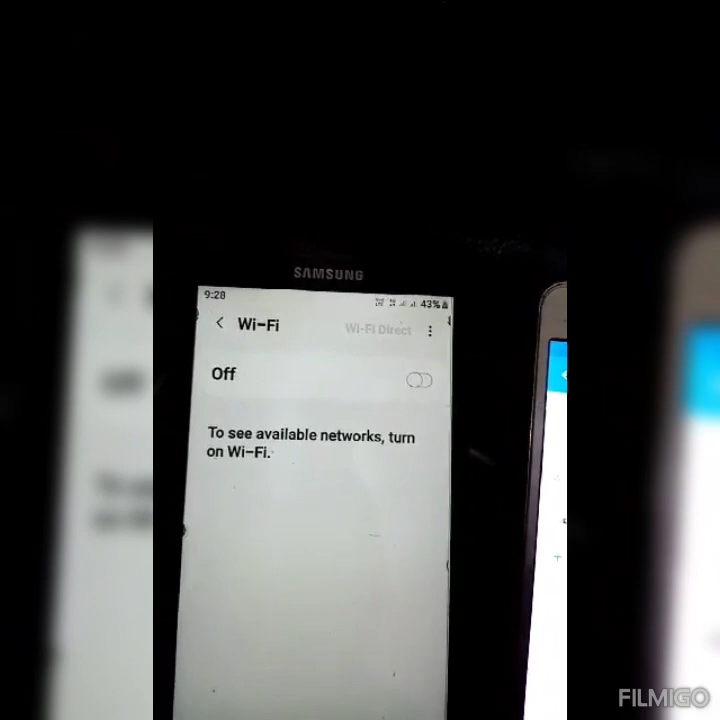 SAMSUNG
9:28
43%
Wi-Fi
Wi-Fi Direct
Off
To see available networks, turn
on Wi-Fi.
FILMIGO